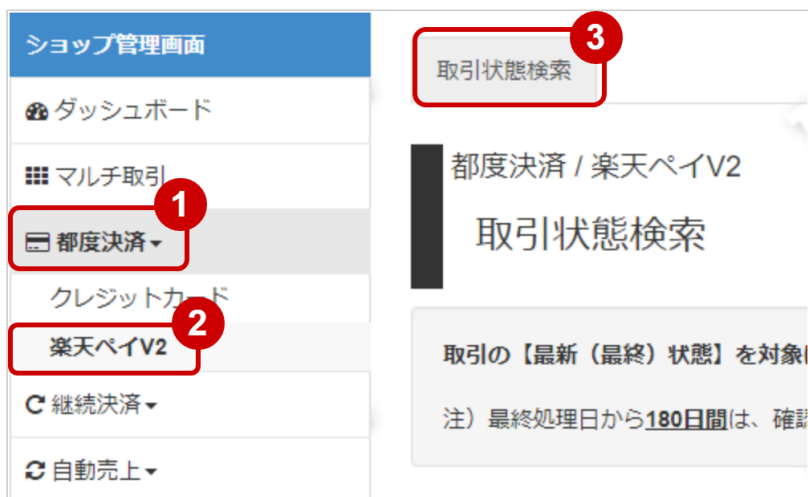 ショップ管理画面
ダッシュボード
マルチ取引
1
都度決済
クレジットカード
2
楽天ペイV2
継続決済
自動売上
3
取引状態検索
都度決済 / 楽天ペイV2
取引状態検索
取引の【最新（最終）状態】を対象
注）最終処理日から180日間は、確認